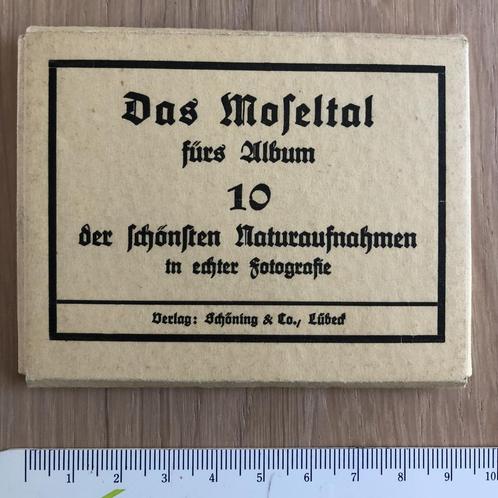 Das Moseltal
fürs Album
10
der schönsten Naturaufnahmen
in echter Fotografie
Verlag: Schöning & Co., Lübeck
1 2 3 4 5 6 7 8 9 10